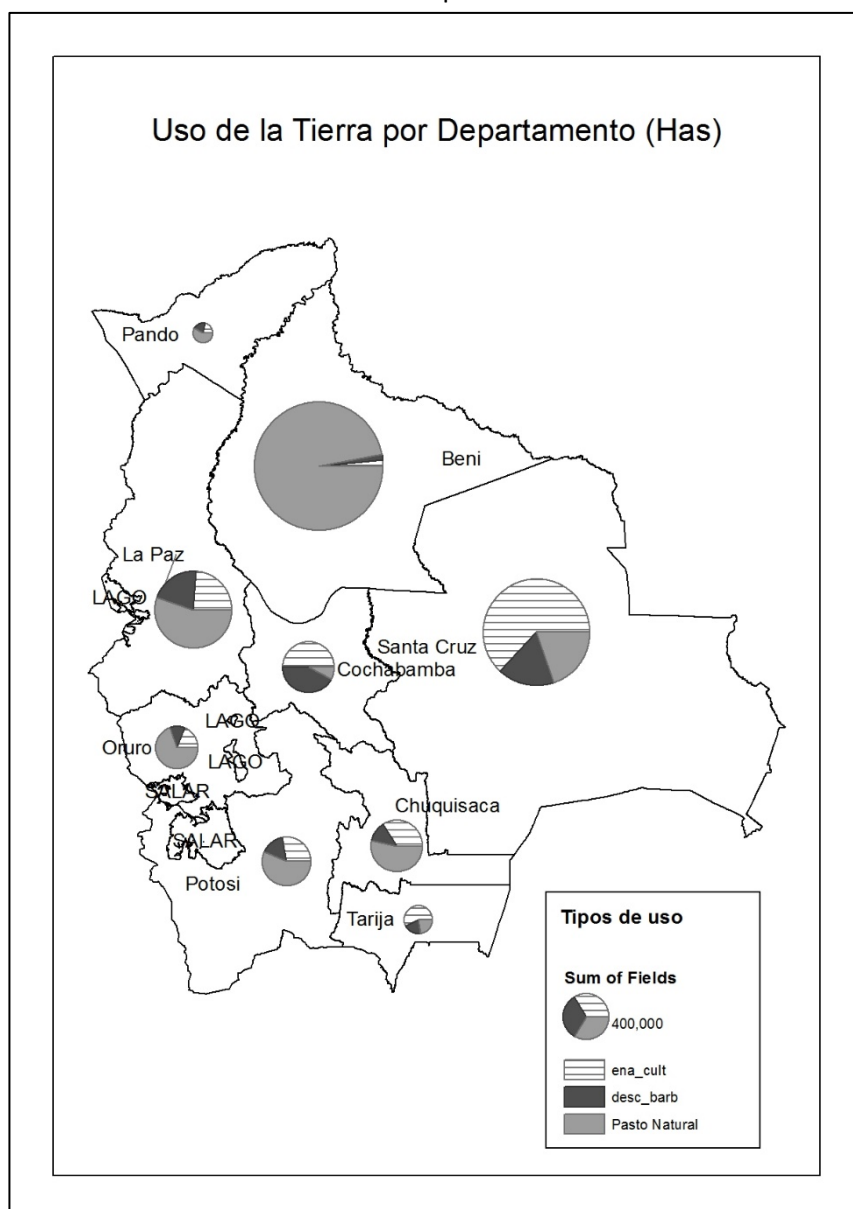 Uso de la Tierra por Departamento (Has)
Pando
Beni
La Paz
LAGO
Santa Cruz
Cochabamba
LAGO
Oruro
LAGO
SALAR
Chuquisaca
SALAR
Potosi
Tarija
Tipos de uso
Sum of Fields
400,000
ena_cult
desc_barb
Pasto Natural